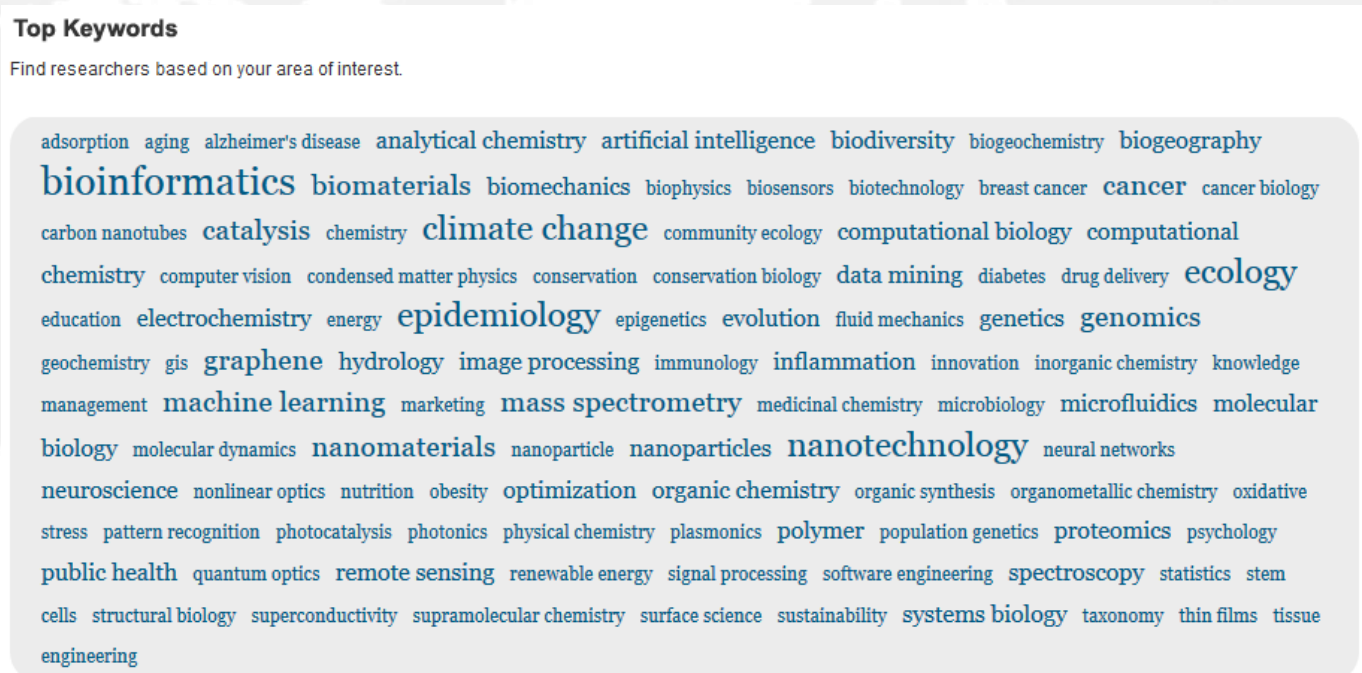 Top Keywords
Find researchers based on your area of interest.
adsorption aging alzheimer's disease analytical chemistry artificial intelligence biodiversity biogeochemistry biogeography
bioinformatics biomaterials biomechanics biophysics biosensors biotechnology breast cancer cancer cancer biology
carbon nanotubes catalysis chemistry climate change community ecology computational biology computational
chemistry computer vision condensed matter physics conservation conservation biology data mining diabetes drug delivery ecology
education electrochemistry energy epidemiology epigenetics evolution fluid mechanics genetics genomics
geochemistry gis graphene hydrology image processing immunology inflammation innovation inorganic chemistry knowledge
management machine learning marketing mass spectrometry medicinal chemistry microbiology microfluidics molecular
biology molecular dynamics nanomaterials nanoparticle nanoparticles nanotechnology neural networks
neuroscience nonlinear optics nutrition obesity optimization organic chemistry organic synthesis organometallic chemistry oxidative
stress pattern recognition photocatalysis photonics physical chemistry plasmonics polymer population genetics proteomics psychology
public health quantum optics remote sensing renewable energy signal processing software engineering spectroscopy statistics stem
cells structural biology superconductivity supramolecular chemistry surface science sustainability systems biology taxonomy thin films tissue
engineering